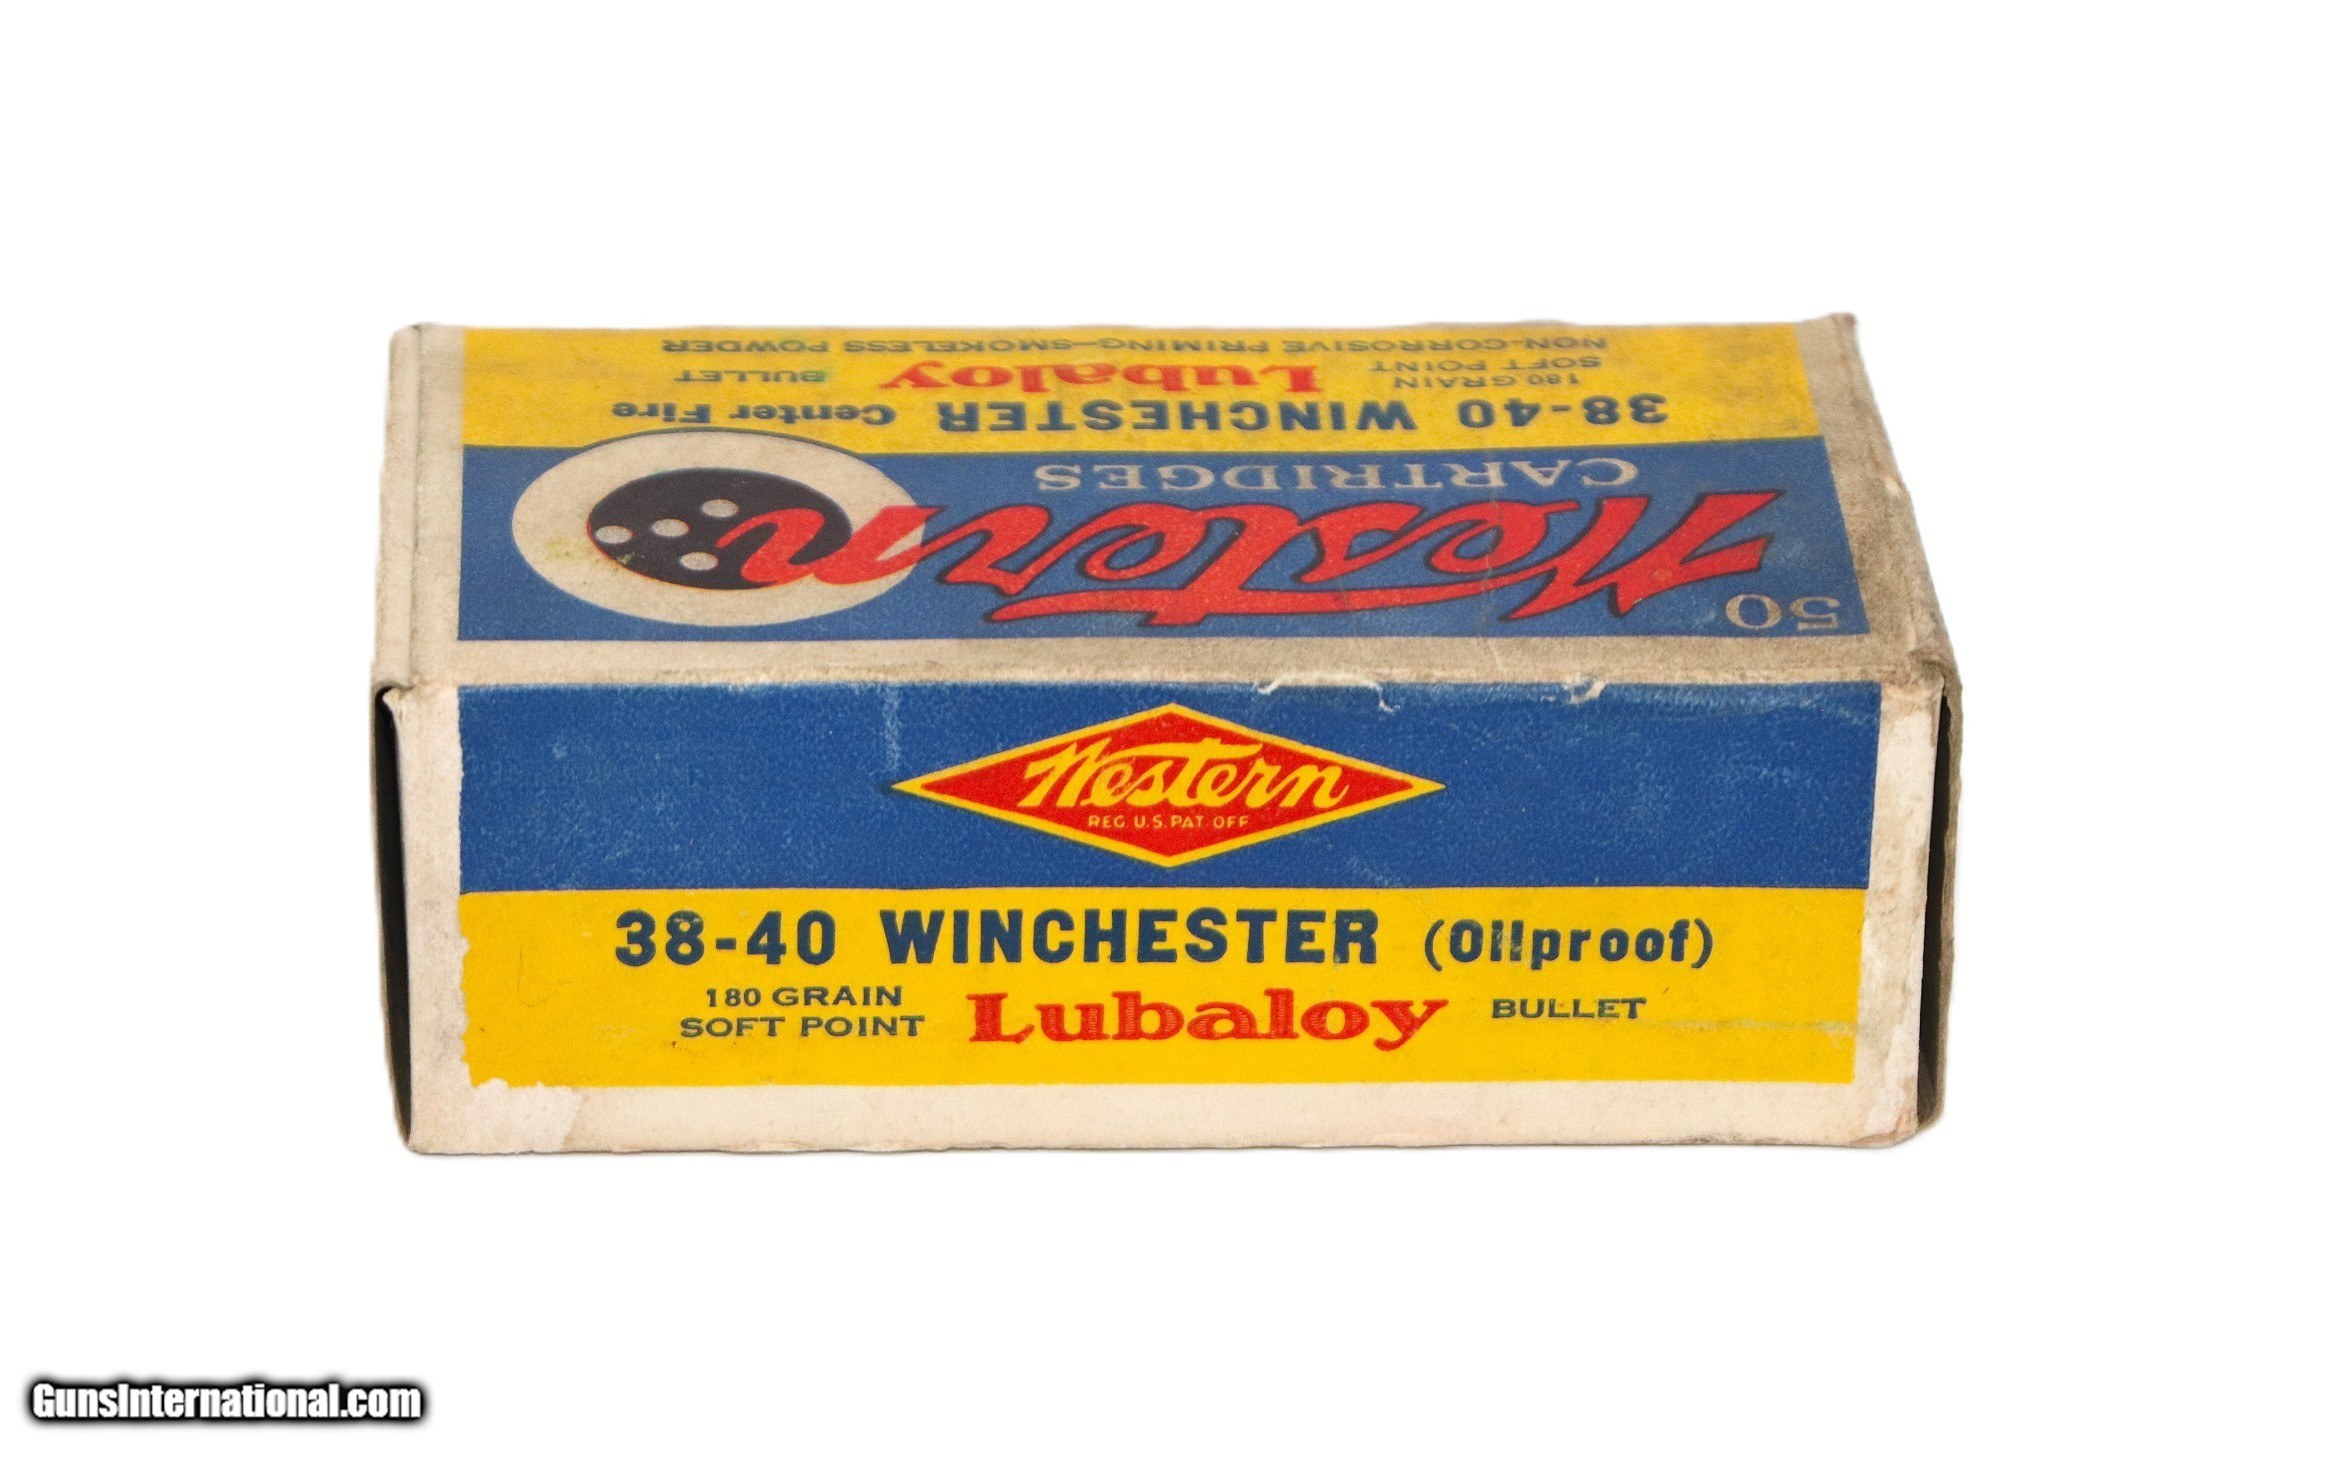 50
Western
CARTRIDGES
38-40 WINCHESTER Center Fire
180 GRAIN
SOFT POINT
Lubaloy BULLET
NON-CORROSIVE PRIMING—SMOKELESS POWDER
Western
REG. U.S. PAT OFF
38-40 WINCHESTER (Oilproof)
180 GRAIN
SOFT POINT
Lubaloy BULLET
GunsInternational.com